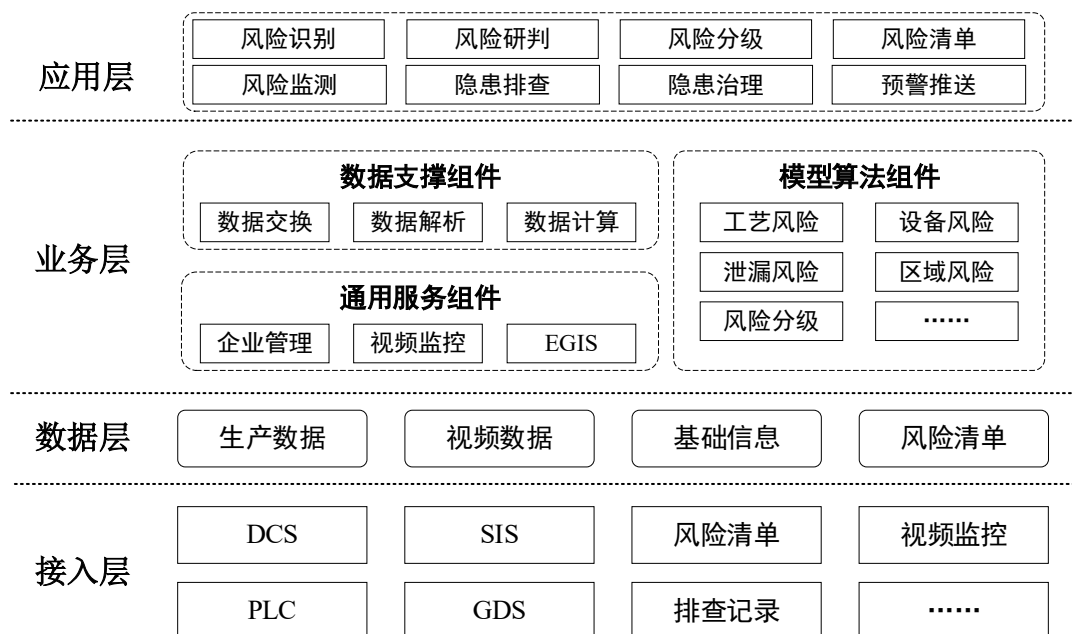 应用层
风险识别 风险研判 风险分级 风险清单
风险监测 隐患排查 隐患治理 预警推送
业务层
数据支撑组件
数据交换 数据解析 数据计算
通用服务组件
企业管理 视频监控 EGIS
模型算法组件
工艺风险 设备风险
泄漏风险 区域风险
风险分级 ······
数据层
生产数据 视频数据 基础信息 风险清单
接入层
DCS SIS 风险清单 视频监控
PLC GDS 排查记录 ······